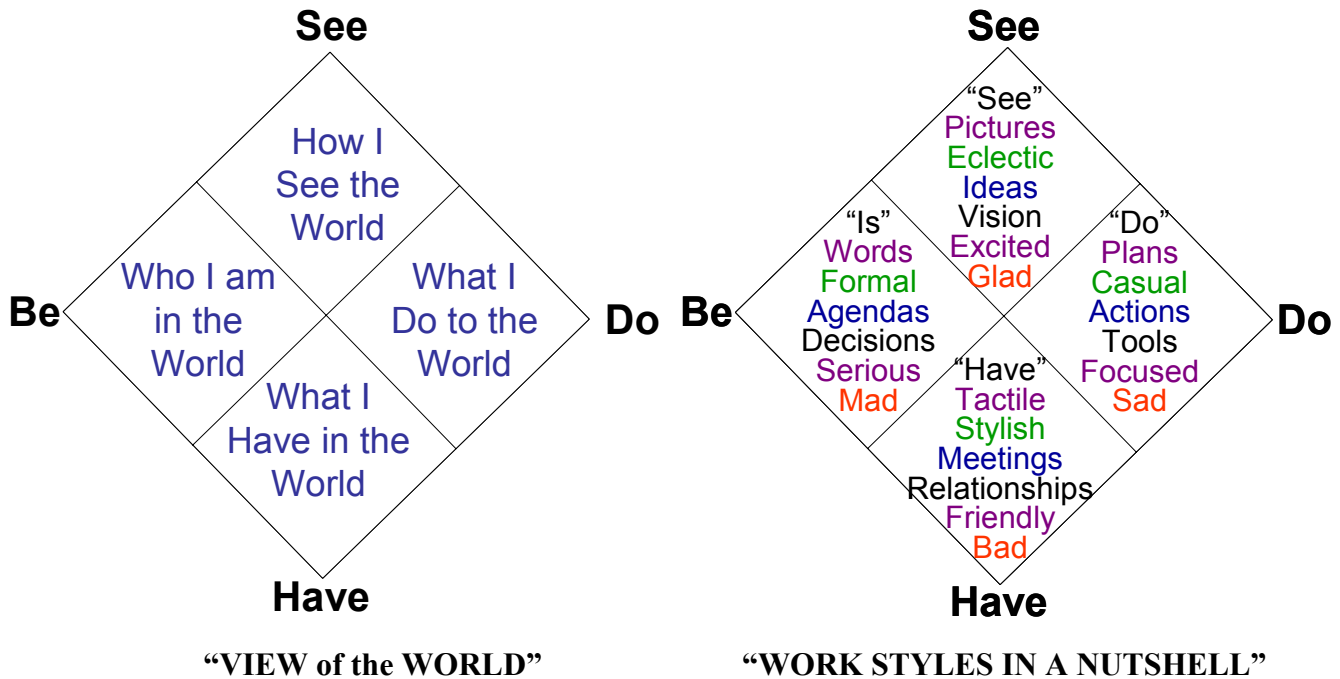 See
How I
See the
World
Be
Who I am
in the
World
What I
Do to the
World
Do
What I
Have in the
World
Have
“VIEW of the WORLD”
See
“See”
Pictures
Eclectic
Ideas
Vision
Excited
Glad
Be
“Is”
Words
Formal
Agendas
Decisions
Serious
Mad
“Do”
Plans
Casual
Actions
Tools
Focused
Sad
Do
“Have”
Tactile
Stylish
Meetings
Relationships
Friendly
Bad
Have
“WORK STYLES IN A NUTSHELL”